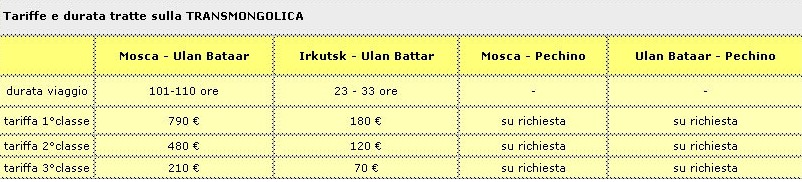 Tariffe e durata tratte sulla TRANSMONGOLICA
Mosca - Ulan Bataar Irkutsk - Ulan Battar Mosca - Pechino Ulan Bataar - Pechino
durata viaggio 101-110 ore 23 - 33 ore - -
tariffa 1°classe 790 € 180 € su richiesta su richiesta
tariffa 2°classe 480 € 120 € su richiesta su richiesta
tariffa 3°classe 210 € 70 € su richiesta su richiesta